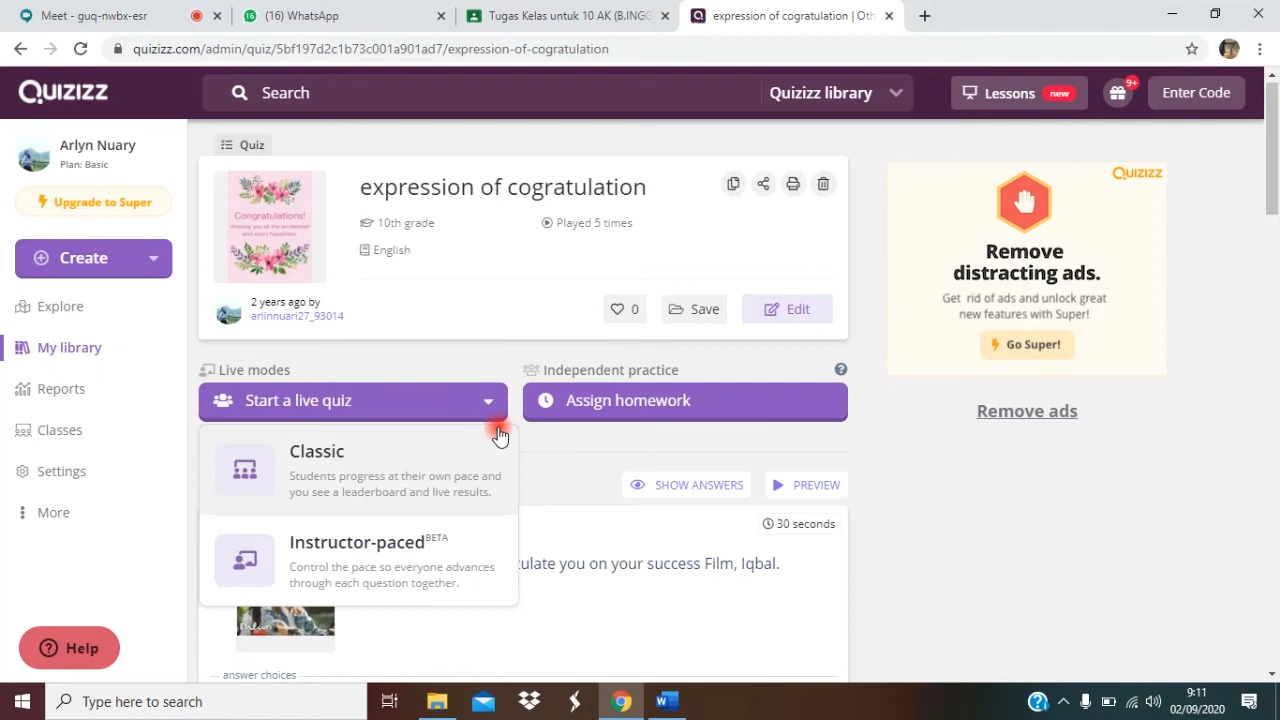 Meet - guq-nwbx-esr
(16) WhatsApp
Tugas Kelas untuk 10 AK (B.INGG
expression of cogratulation | Oth
quizizz.com/admin/quiz/5bf197d2c1b73c001a901ad7/expression-of-cogratulation
QUIZIZZ
Search
Quizizz library
Lessons new
9+
Enter Code
Arlyn Nuary
Plan: Basic
Upgrade to Super
Create
Explore
My library
Reports
Classes
Settings
More
Help
Quiz
Congratulations!
expression of cogratulation
10th grade
Played 5 times
English
2 years ago by
arlinnuari27_93014
0
Save
Edit
Live modes
Independent practice
Start a live quiz
Assign homework
Classic
Students progress at their own pace and
you see a leaderboard and live results.
Instructor-paced BETA
Control the pace so everyone advances
through each question together.
SHOW ANSWERS
PREVIEW
30 seconds
tulate you on your success Film, Iqbal.
answer choices
QUIZIZZ
Remove
distracting ads.
Get rid of ads and unlock great
new features with Super!
Go Super!
Remove ads
Type here to search
9:11
02/09/2020